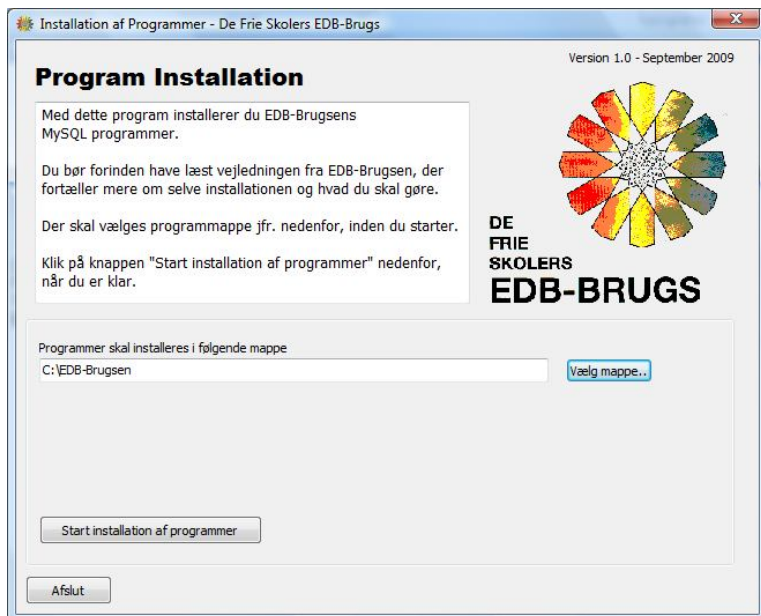 Installation af Programmer - De Frie Skolers EDB-Brugs
Version 1.0 - September 2009
Program Installation
Med dette program installerer du EDB-Brugsens
MySQL programmer.
Du bør forinden have læst vejledningen fra EDB-Brugsen, der
fortæller mere om selve installationen og hvad du skal gøre.
Der skal vælges programmappe jfr. nedenfor, inden du starter.
Klik på knappen "Start installation af programmer" nedenfor,
når du er klar.
DE
FRIE
SKOLERS
EDB-BRUGS
Programmer skal installeres i følgende mappe
C:\EDB-Brugsen
Vælg mappe..
Start installation af programmer
Afslut